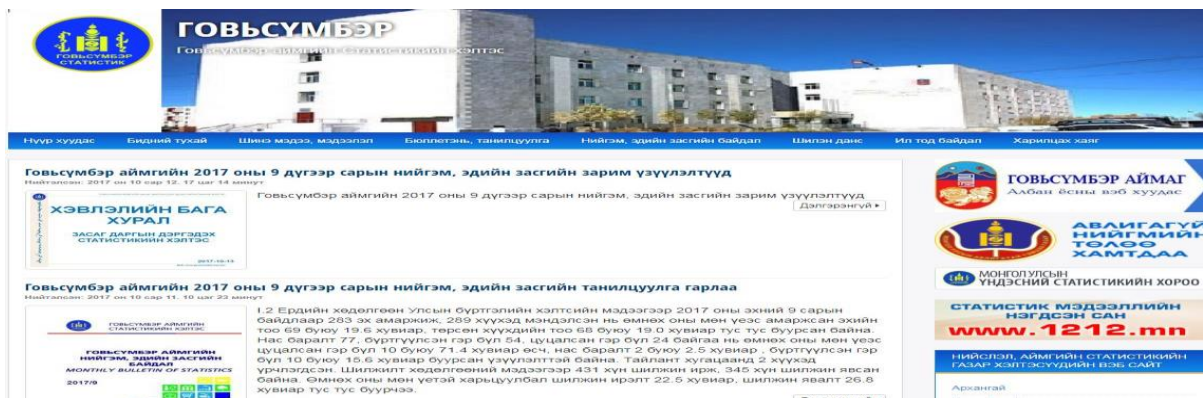 ГОВЬСҮМБЭР
Говьсүмбэр аймгийн Статистикийн хэлтэс
ГОВЬСҮМБЭР
СТАТИСТИК
Нүүр хуудас Бидний тухай Шинэ мэдээ, мэдээлэл Бюллетень, танилцуулга Нийгэм, эдийн засгийн байдал Шилэн данс Ил тод байдал Харилцах хаяг
Говьсүмбэр аймгийн 2017 оны 9 дүгээр сарын нийгэм, эдийн засгийн зарим үзүүлэлтүүд
Нийтэлсэн: 2017 он 10 сар 12. 17 цаг 14 минут
ХЭВЛЭЛИЙН БАГА
ХУРАЛ
ЗАСАГ ДАРГЫН ДЭРГЭДЭХ
СТАТИСТИКИЙН ХЭЛТЭС
2017-10-13
Говьсүмбэр аймгийн 2017 оны 9 дүгээр сарын нийгэм, эдийн засгийн зарим үзүүлэлтүүд
Дэлгэрэнгүй
Говьсүмбэр аймгийн 2017 оны 9 дүгээр сарын нийгэм, эдийн засгийн танилцуулга гарлаа
Нийтэлсэн: 2017 он 10 сар 11. 10 цаг 23 минут
ГОВЬСҮМБЭР АЙМГИЙН
СТАТИСТИКИЙН ХЭЛТЭС
ГОВЬСҮМБЭР АЙМГИЙН
НИЙГЭМ, ЭДИЙН ЗАСГИЙН
БАЙДАЛ
MONTHLY BULLETIN OF STATISTICS
2017/9
1.2 Ердийн хөдөлгөөн Улсын бүртгэлийн хэлтсийн мэдээгээр 2017 оны эхний 9 сарын
байдлаар 283 эх амаржиж, 289 хүүхэд мэндэлсэн нь өмнөх оны мөн үеэс амаржсан эхийн
тоо 69 буюу 19.6 хувиар, төрсөн хүүхдийн тоо 68 буюу 19.0 хувиар тус тус буурсан байна.
Нас баралт 77, бүртгүүлсэн гэр бүл 54, цуцалсан гэр бүл 24 байгаа нь өмнөх оны мөн үеэс
цуцалсан гэр бүл 10 буюу 71.4 хувиар өсч, нас баралт 2 буюу 2.5 хувиар , бүртгүүлсэн гэр
бүл 10 буюу 15.6 хувиар буурсан үзүүлэлттэй байна. Тайлант хугацаанд 2 хүүхэд
үрчлэгдсэн. Шилжилт хөдөлгөөний мэдээгээр 431 хүн шилжин ирж, 345 хүн шилжин явсан
байна. Өмнөх оны мөн үетэй харьцуулбал шилжин ирэлт 22.5 хувиар, шилжин явалт 26.8
хувиар тус тус буурчээ.
ГОВЬСҮМБЭР АЙМАГ
Албан ёсны вэб хуудас
АВЛИГАГҮЙ
НИЙГМИЙН
ТӨЛӨӨ
ХАМТДАА
МОНГОЛ УЛСЫН
ҮНДЭСНИЙ СТАТИСТИКИЙН ХОРОО
СТАТИСТИК МЭДЭЭЛЛИЙН
НЭГДСЭН САН
www.1212.mn
НИЙСЛЭЛ, АЙМГИЙН СТАТИСТИКИЙН
ГАЗАР ХЭЛТЭСҮҮДИЙН ВЭБ САЙТ
Архангай